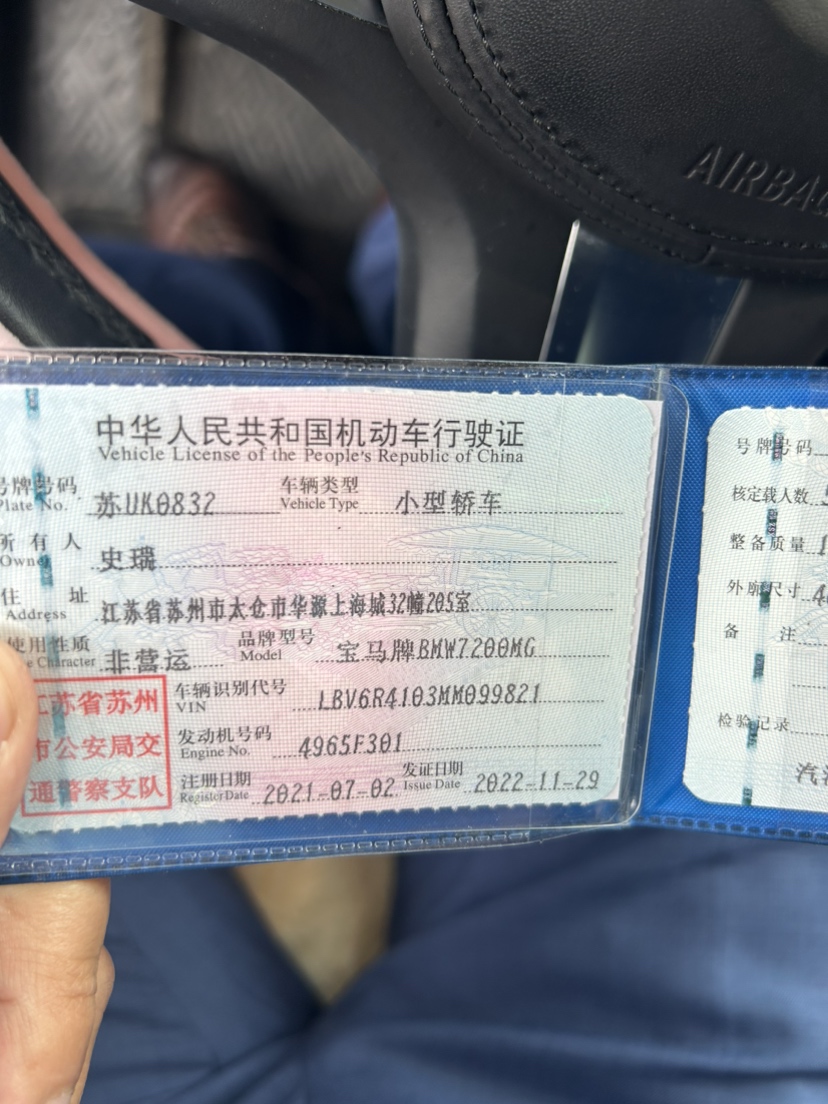 AIRBAG
中华人民共和国机动车行驶证
Vehicle License of the People's Republic of China
号牌号码 苏UK0832 车辆类型 小型轿车
Plate No. Vehicle Type
所有人 史瑞
Owner
住址 江苏省苏州市太仓市华源上海城32幢205室
Address
使用性质 非营运 品牌型号 宝马牌BMW7200MG
Character Model
江苏省苏州
市公安局交
通警察支队
车辆识别代号 LBV6R4103MM099821
VIN
发动机号码 4965F301
Engine No.
注册日期 2021-07-02 发证日期 2022-11-29
Register Date Issue Date
号牌号码
核定载人数
整备质量
外廓尺寸
备注
检验记录